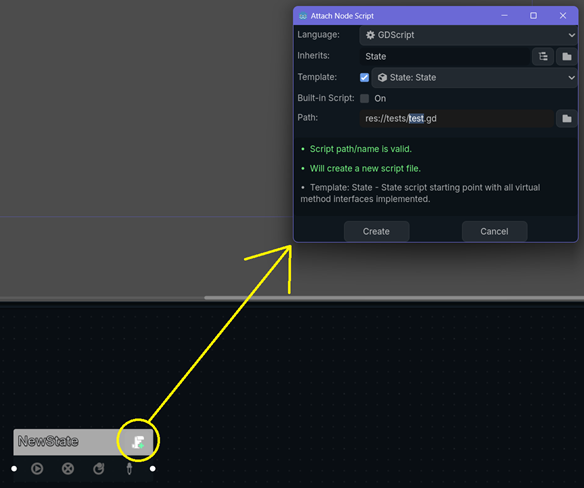 Attach Node Script
Language: GDScript
Inherits: State
Template: State: State
Built-in Script: On
Path: res://tests/test.gd
• Script path/name is valid.
• Will create a new script file.
• Template: State - State script starting point with all virtual
method interfaces implemented.
Create Cancel
NewState